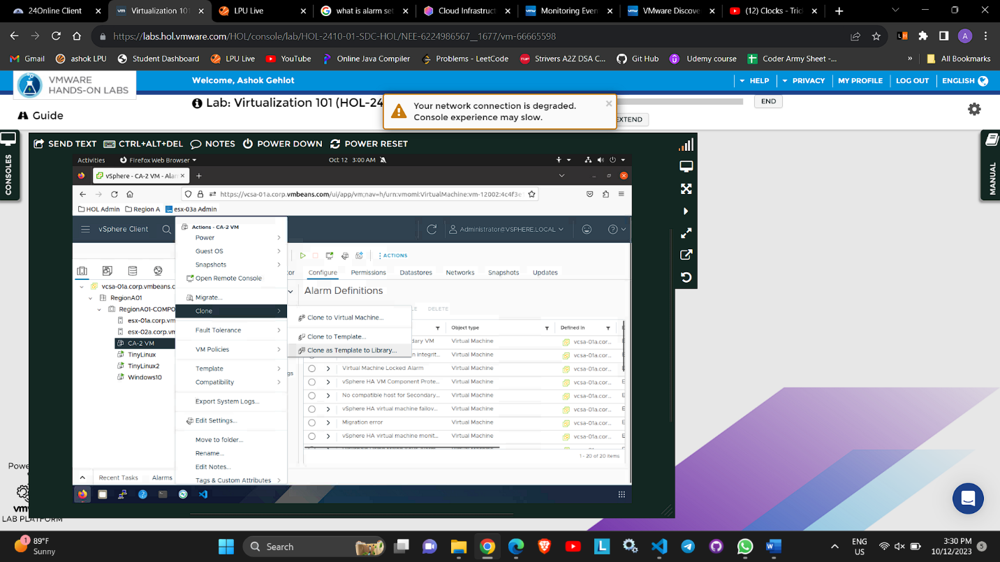 24Online Client
Virtualization 101
LPU Live
what is alarm set
Cloud Infrastruct
Monitoring Even
VMware Discove
(12) Clocks - Tric
https://labs.hol.vmware.com/HOL/console/lab/HOL-2410-01-SDC-HOL/NEE-6224986567__1677/vm-66665598
A
Gmail
ashok LPU
Student Dashboard
LPU Live
YouTube
Online Java Compiler
Problems - LeetCode
Strivers A2Z DSA C...
Git Hub
Udemy course
Coder Army Sheet -...
»
All Bookmarks
VMWARE
HANDS-ON LABS
Welcome, Ashok Gehlot
HELP
PRIVACY
MY PROFILE
LOG OUT
ENGLISH
Guide
Lab: Virtualization 101 (HOL-24
Your network connection is degraded.
Console experience may slow.
END
EXTEND
CONSOLES
MANUAL
SEND TEXT
CTRL+ALT+DEL
NOTES
POWER DOWN
POWER RESET
Activities
Firefox Web Browser
Oct 12 3:00 AM
vSphere - CA-2 VM - Alar
https://vcsa-01a.corp.vmbeans.com/ui/app/vm;nav=h/urn:vmomi:VirtualMachine:vm-12002:4c4f3e
HOL Admin
Region A
esx-03a Admin
vSphere Client
Administrator@VSPHERE.LOCAL
Actions - CA-2 VM
Power
Guest OS
Snapshots
Open Remote Console
Migrate...
Clone
Fault Tolerance
VM Policies
Template
Compatibility
Export System Logs...
Edit Settings...
Move to folder...
Rename...
Edit Notes...
Tags & Custom Attributes
Clone to Virtual Machine...
Clone to Template...
Clone as Template to Library...
ACTIONS
tor
Configure
Permissions
Datastores
Networks
Snapshots
Updates
vcsa-01a.corp.vmbeans.c
RegionA01
RegionA01-COMP0
esx-01a.corp.vm
esx-02a.corp.vm
CA-2 VM
TinyLinux
TinyLinux2
Windows10
Alarm Definitions
LE
DELETE
Object type
Defined In
dary VM
Virtual Machine
vcsa-01a.cor...
n integrit...
Virtual Machine
vcsa-01a.cor...
gs
Virtual Machine Locked Alarm
Virtual Machine
vcsa-01a.cor...
vSphere HA VM Component Prote...
Virtual Machine
vcsa-01a.cor...
No compatible host for Secondary...
Virtual Machine
vcsa-01a.cor...
vSphere HA virtual machine failov...
Virtual Machine
vcsa-01a.cor...
Migration error
Virtual Machine
vcsa-01a.cor...
vSphere HA virtual machine monit...
Virtual Machine
vcsa-01a.cor...
1 - 20 of 20 items
Recent Tasks
Alarms
Powe
vmw
LAB PLATFORM
1
89°F
Sunny
Search
ENG
US
3:30 PM
10/12/2023
5